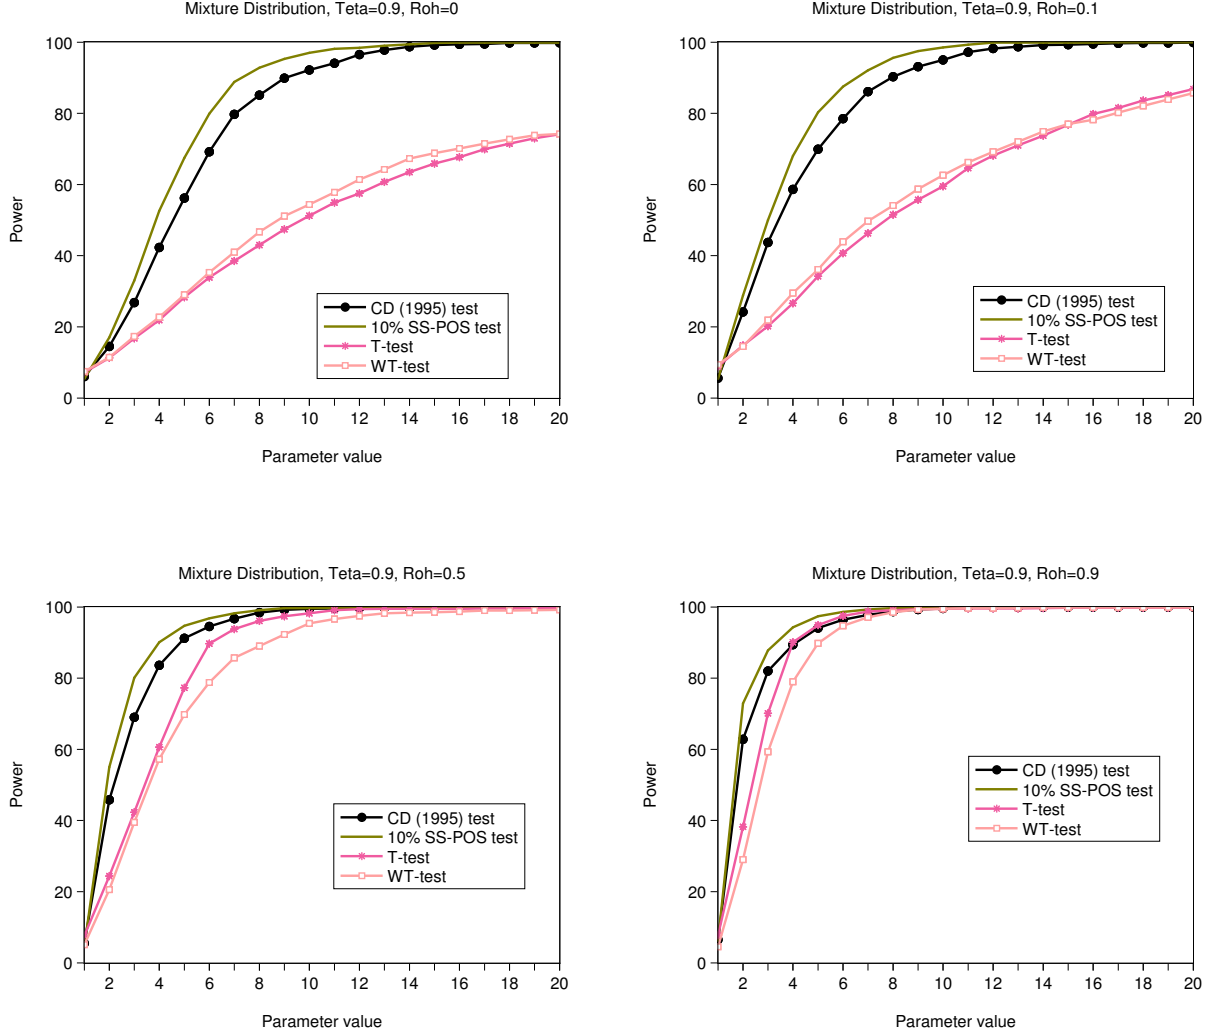 Mixture Distribution, Teta=0.9, Roh=0
100
80
60
40
20
0
Power
CD (1995) test
10% SS-POS test
T-test
WT-test
2 4 6 8 10 12 14 16 18 20
Parameter value
Mixture Distribution, Teta=0.9, Roh=0.1
100
80
60
40
20
0
Power
CD (1995) test
10% SS-POS test
T-test
WT-test
2 4 6 8 10 12 14 16 18 20
Parameter value
Mixture Distribution, Teta=0.9, Roh=0.5
100
80
60
40
20
0
Power
CD (1995) test
10% SS-POS test
T-test
WT-test
2 4 6 8 10 12 14 16 18 20
Parameter value
Mixture Distribution, Teta=0.9, Roh=0.9
100
80
60
40
20
0
Power
CD (1995) test
10% SS-POS test
T-test
WT-test
2 4 6 8 10 12 14 16 18 20
Parameter value